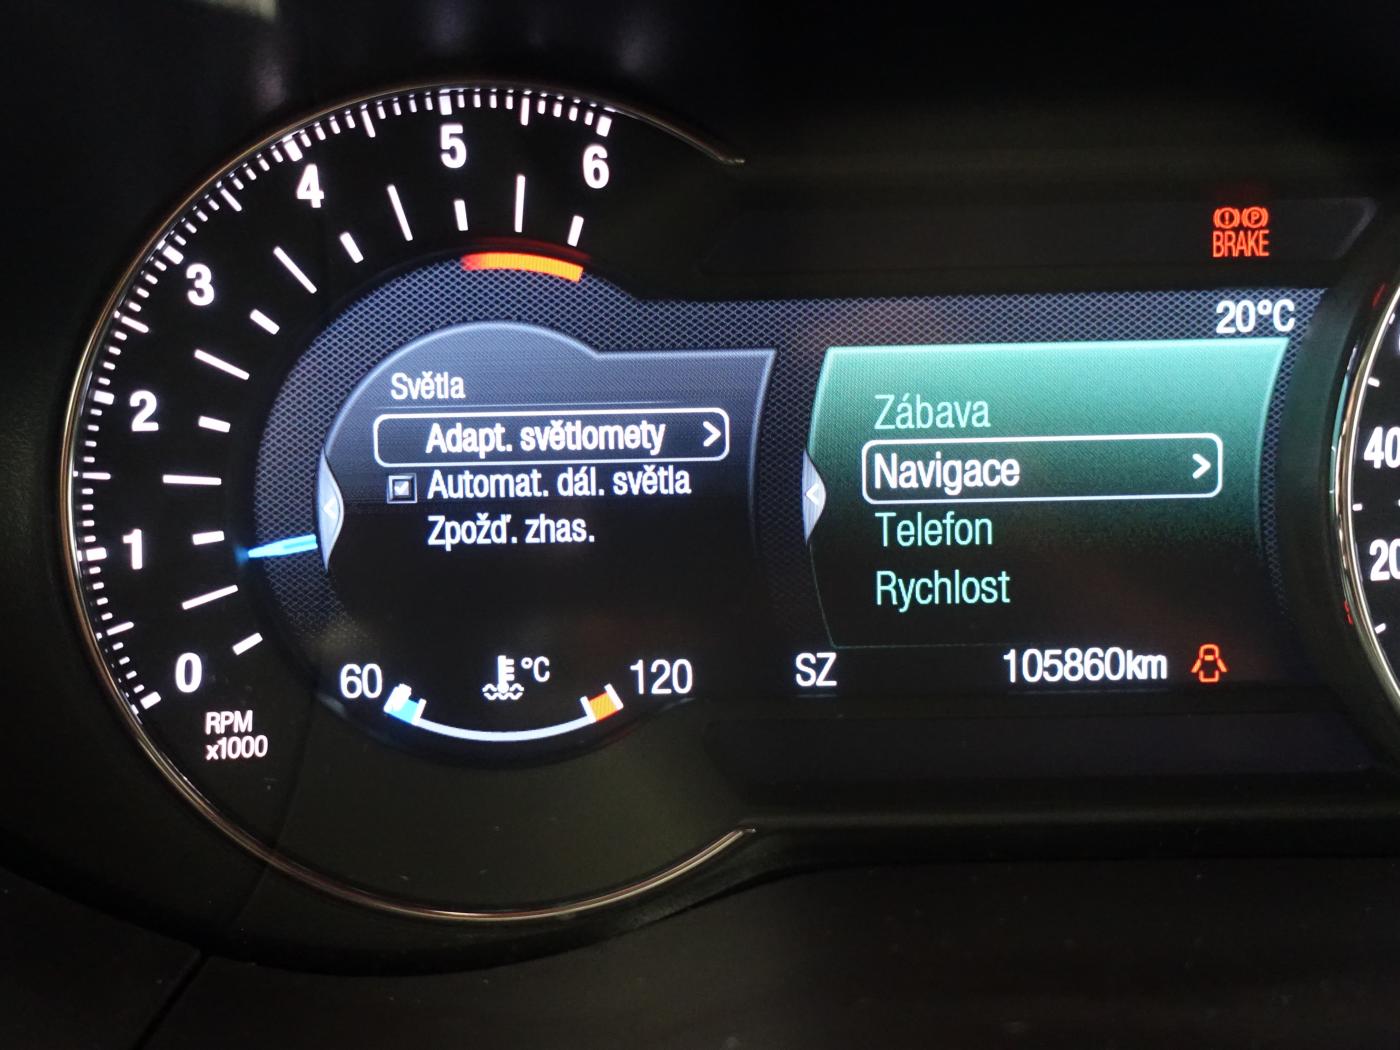 6
5
4
3
2
1
0
RPM
x1000
BRAKE
20°C
Světla
Adapt. světlomety
Automat. dál. světla
Zpožď. zhas.
Zábava
Navigace
Telefon
Rychlost
60
°C
120
SZ
105860km
40
20